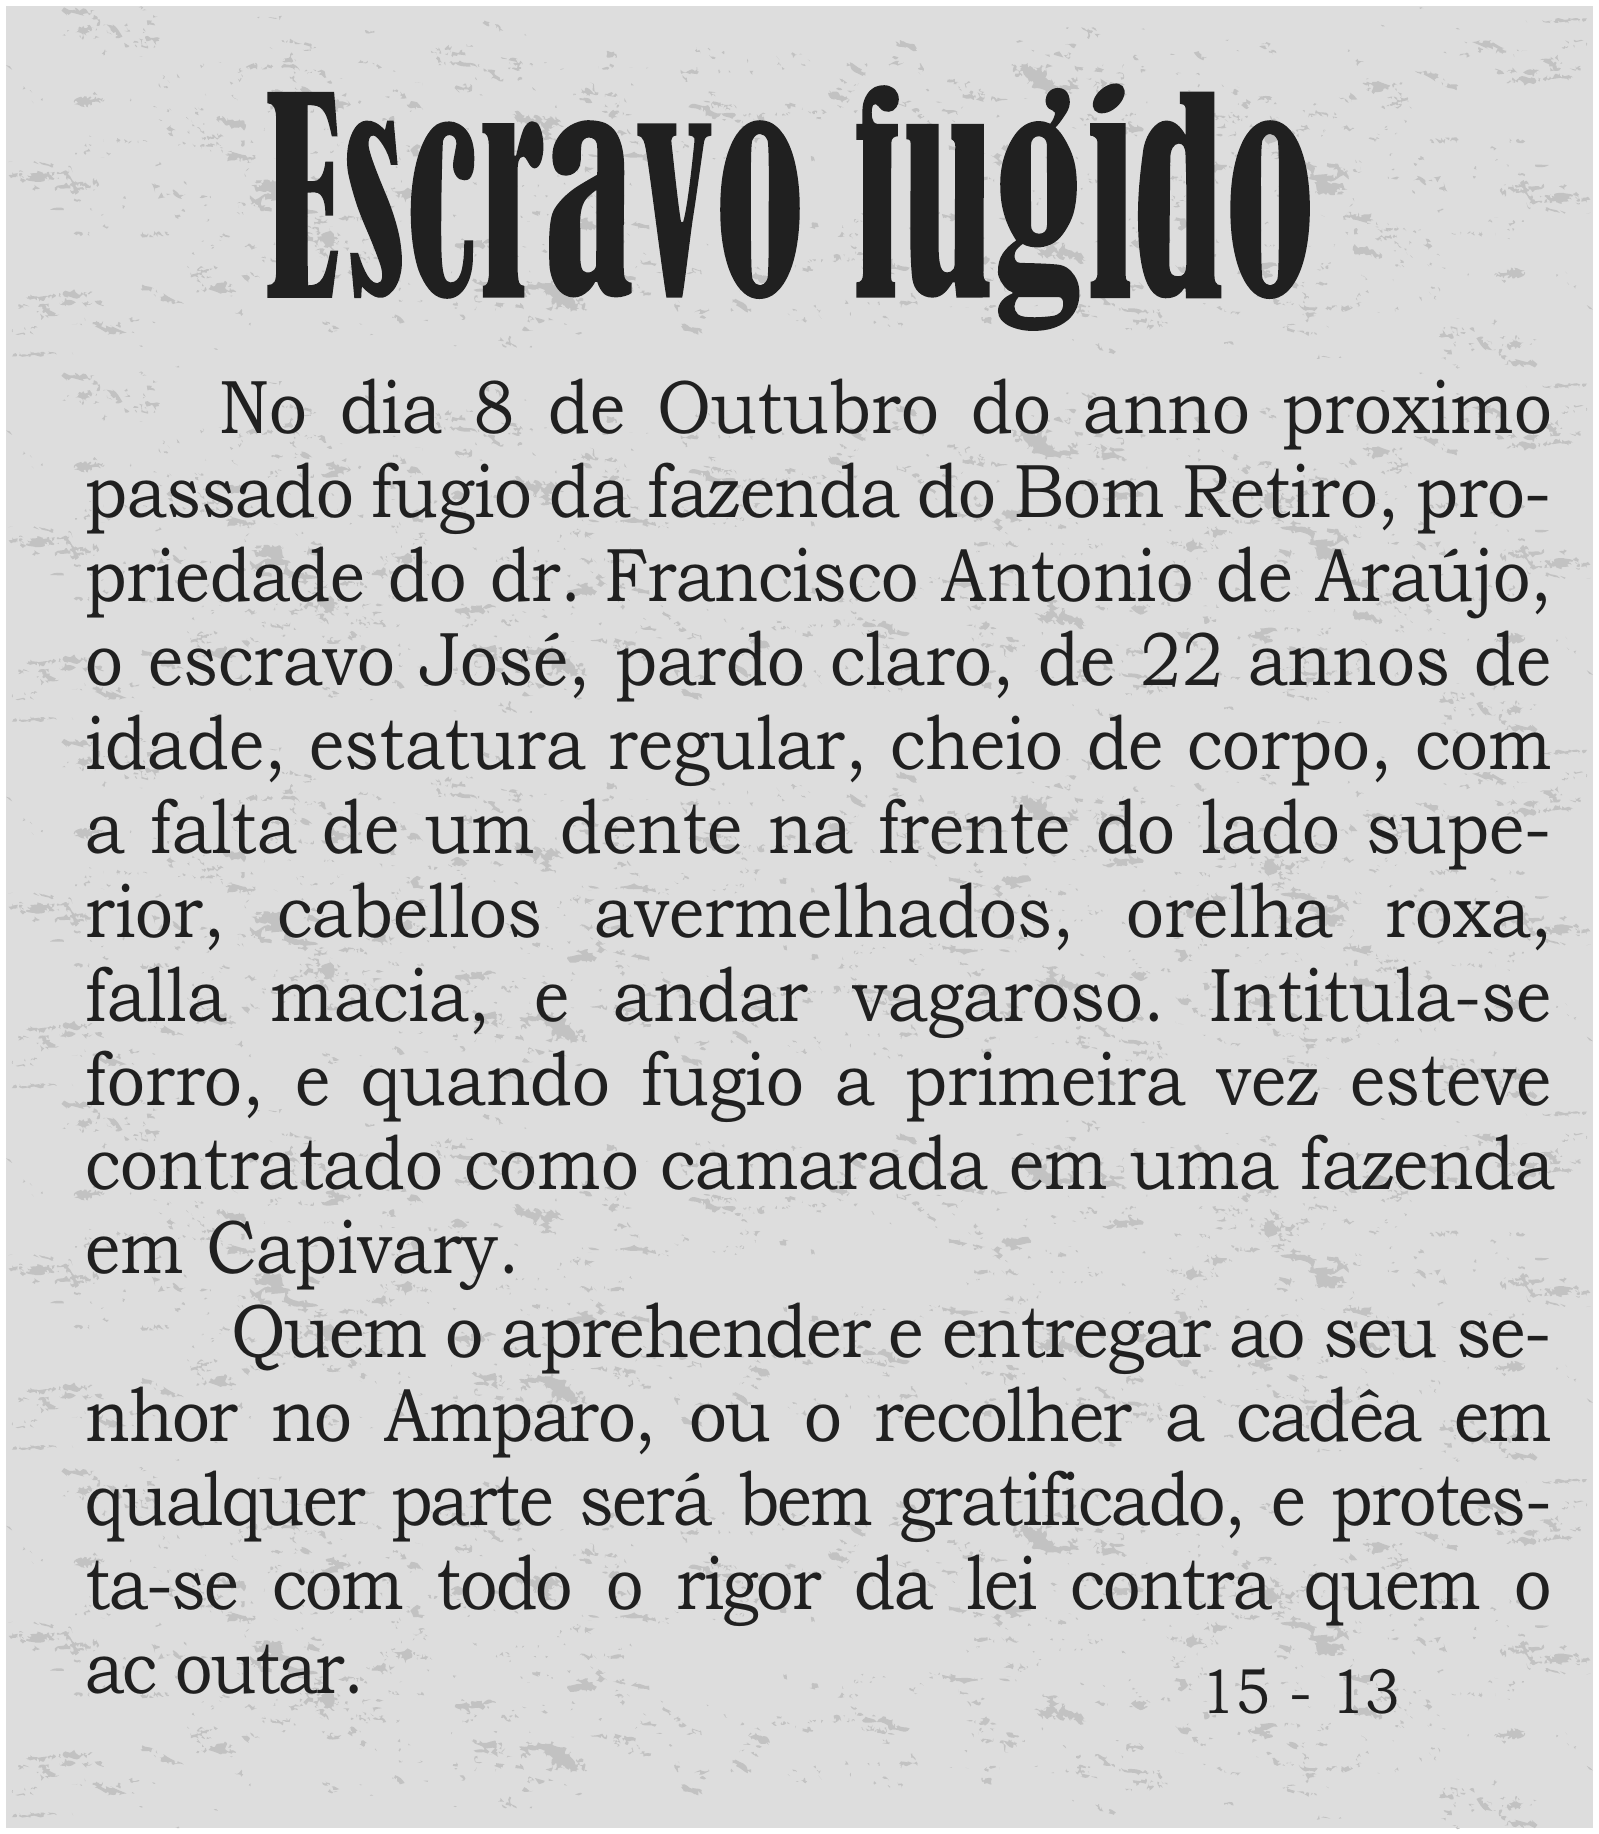 Escravo fugído
No dia 8 de Outubro do anno proximo
passado fugio da fazenda do Bom Retiro, pro-
priedade do dr. Francisco Antonio de Araújo,
o escravo José, pardo claro, de 22 annos de
idade, estatura regular, cheio de corpo, com
a falta de um dente na frente do lado supe-
rior, cabellos avermelhados, orelha roxa,
falla macia, e andar vagaroso. Intitula-se
forro, e quando fugio a primeira vez esteve
contratado como camarada em uma fazenda
em Capivary.
Quem o aprehender e entregar ao seu se-
nhor no Amparo, ou o recolher a cadêa em
qualquer parte será bem gratificado, e protes-
ta-se com todo o rigor da lei contra quem o
ac outar.
15 - 13